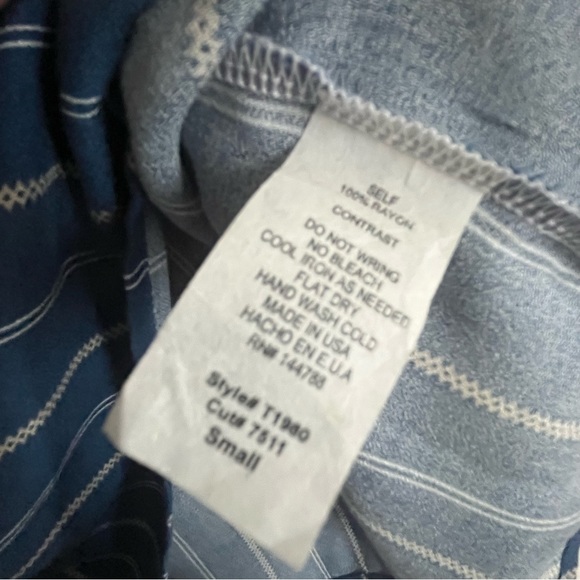 SELF
100% RAYON
CONTRAST
DO NOT WRING
NO BLEACH
COOL IRON AS NEEDED
FLAT DRY
HAND WASH COLD
MADE IN USA
HACHO EN E.U.A
RN# 144788
Style# T1980
Cut# 7511
Small